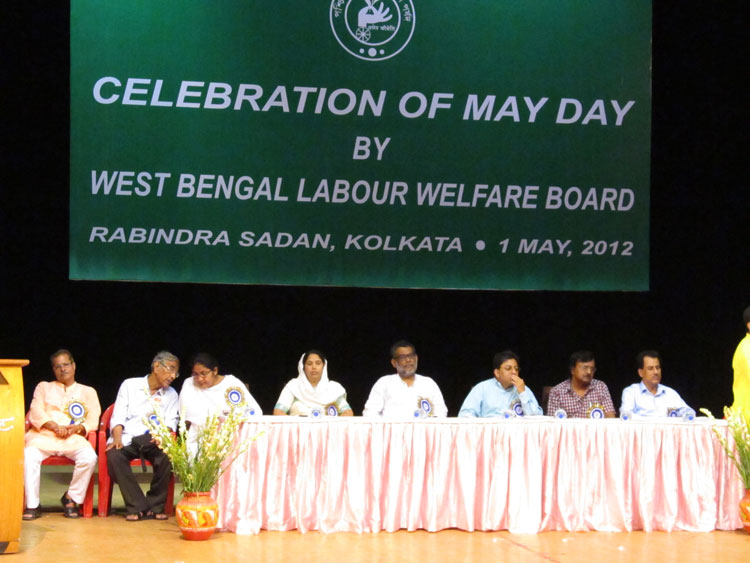 CELEBRATION OF MAY DAY
BY
WEST BENGAL LABOUR WELFARE BOARD
RABINDRA SADAN, KOLKATA • 1 MAY, 2012